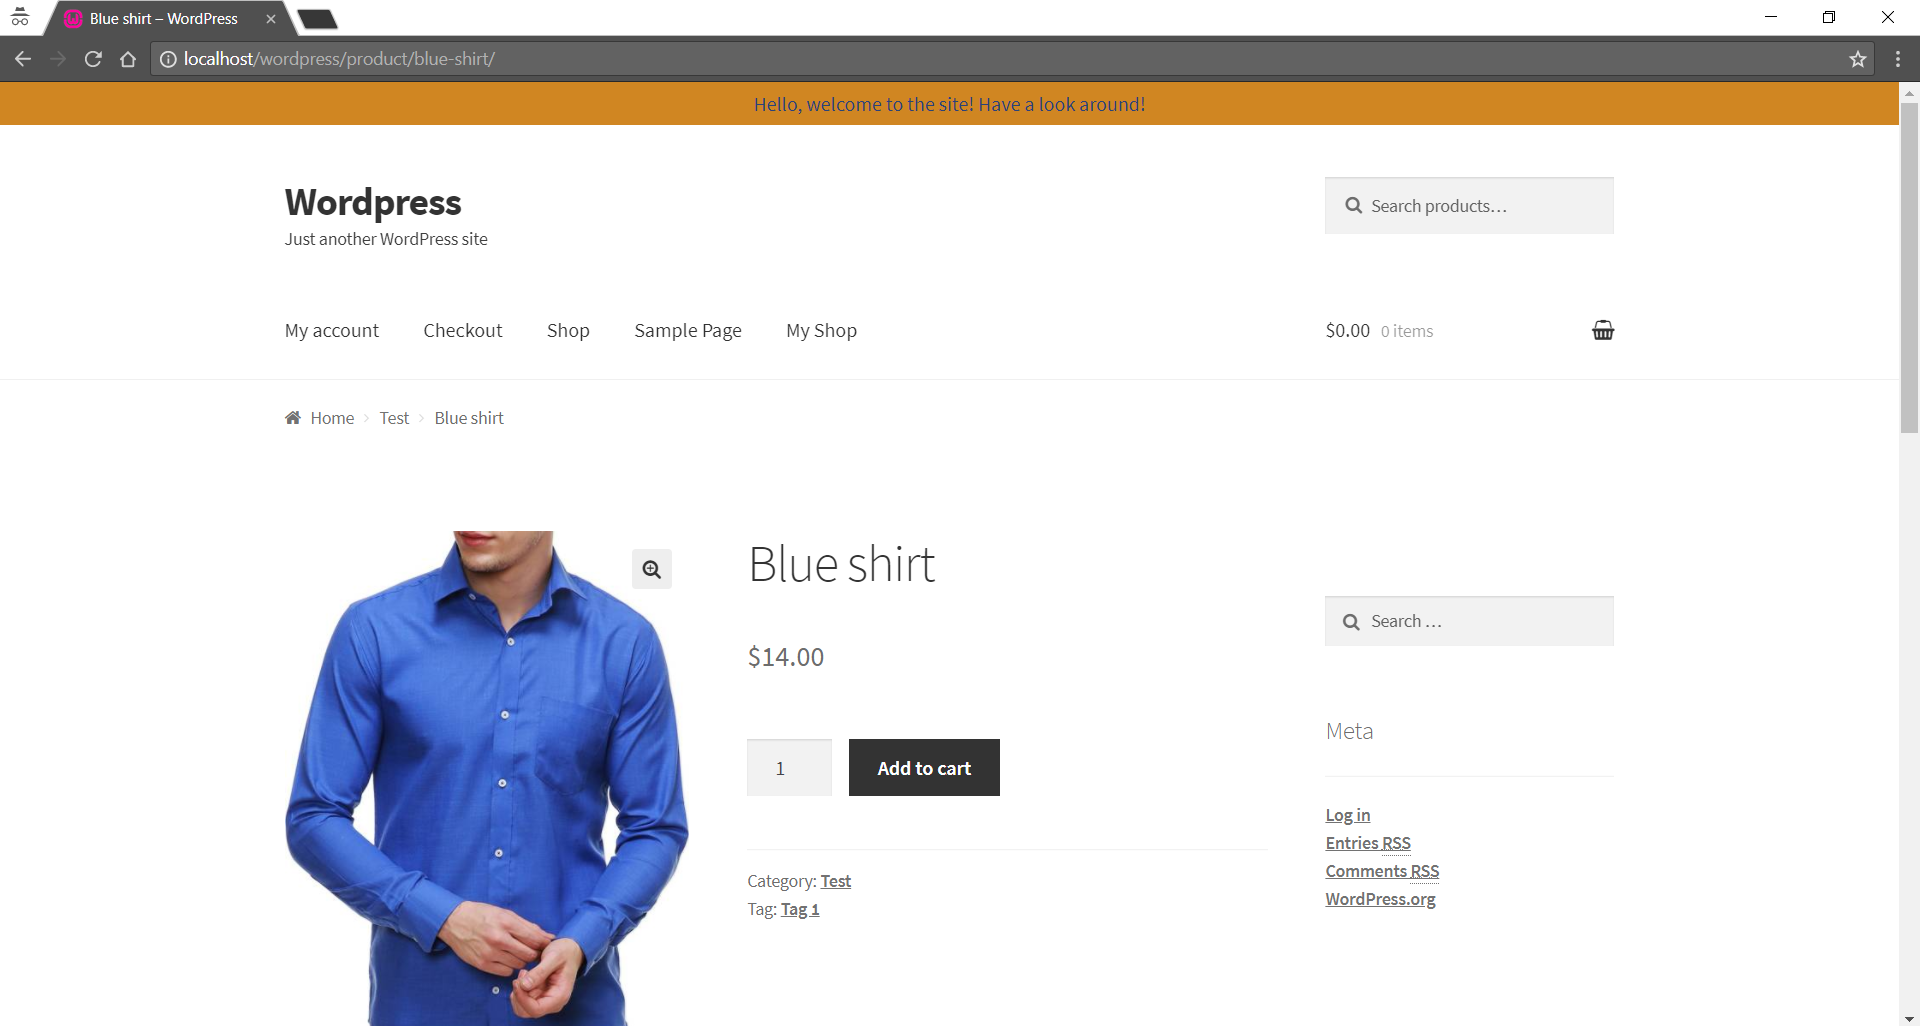 Blue shirt – WordPress
localhost/wordpress/product/blue-shirt/
Hello, welcome to the site! Have a look around!
Wordpress
Just another WordPress site
Search products…
My account Checkout Shop Sample Page My Shop
$0.00 0 items
Home Test Blue shirt
Blue shirt
$14.00
1 Add to cart
Category: Test
Tag: Tag 1
Search …
Meta
Log in
Entries RSS
Comments RSS
WordPress.org